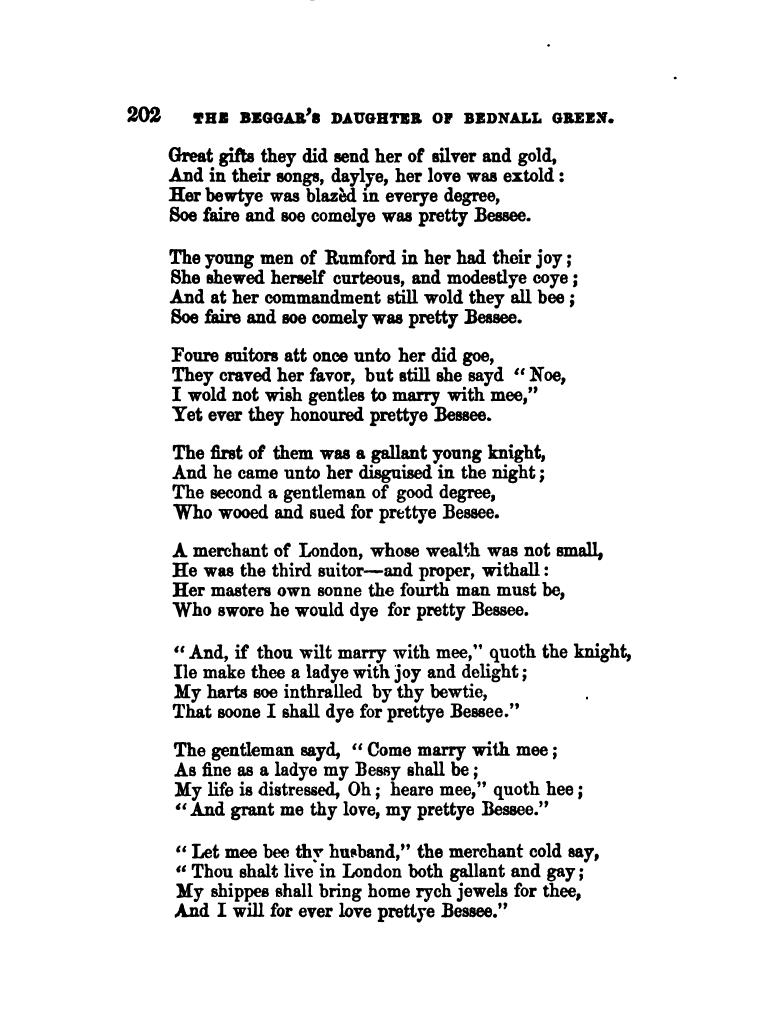 202 THE BEGGAR'S DAUGHTER OF BEDNALL GREEN.
Great gifts they did send her of silver and gold,
And in their songs, daylye, her love was extold :
Her bewtye was blazèd in everye degree,
Soe faire and soe comelye was pretty Bessee.
The young men of Rumford in her had their joy ;
She shewed herself curteous, and modestlye coye ;
And at her commandment still wold they all bee ;
Soe faire and soe comely was pretty Bessee.
Foure suitors att once unto her did goe,
They craved her favor, but still she sayd “ Noe,
I wold not wish gentles to marry with mee,”
Yet ever they honoured prettye Bessee.
The first of them was a gallant young knight,
And he came unto her disguised in the night ;
The second a gentleman of good degree,
Who wooed and sued for prettye Bessee.
A merchant of London, whose wealth was not small,
He was the third suitor—and proper, withall :
Her masters own sonne the fourth man must be,
Who swore he would dye for pretty Bessee.
“ And, if thou wilt marry with mee,” quoth the knight,
Ile make thee a ladye with joy and delight ;
My harts soe inthralled by thy bewtie,
That soone I shall dye for prettye Bessee.”
The gentleman sayd, “ Come marry with mee ;
As fine as a ladye my Bessy shall be ;
My life is distressed, Oh ; heare mee,” quoth hee ;
“ And grant me thy love, my prettye Bessee.”
“ Let mee bee thy husband,” the merchant cold say,
“ Thou shalt live in London both gallant and gay ;
My shippes shall bring home rych jewels for thee,
And I will for ever love prettye Bessee.”